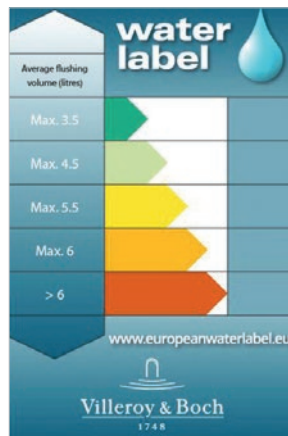 water
label
Average flushing
volume (litres)
Max. 3.5
Max. 4.5
Max. 5.5
Max. 6
> 6
www.europeanwaterlabel.eu
Villeroy & Boch
1748